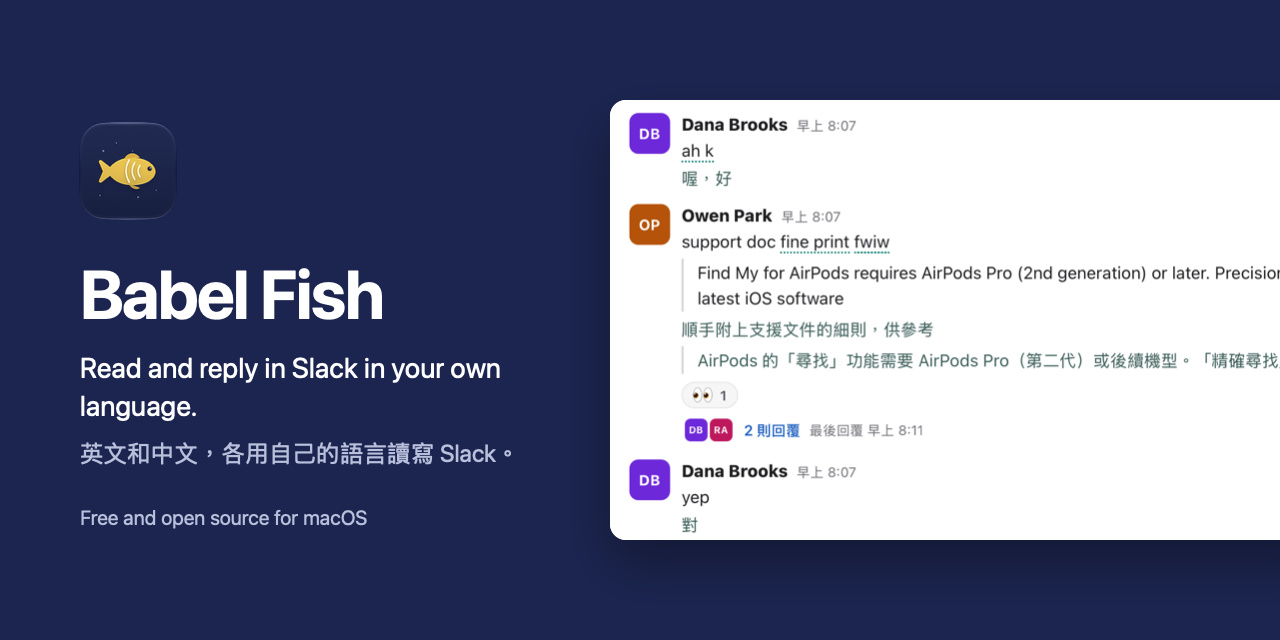 Babel Fish
Read and reply in Slack in your own
language.
英文和中文，各用自己的語言讀寫 Slack。
Free and open source for macOS
DB
Dana Brooks 早上 8:07
ah k
喔，好
OP
Owen Park 早上 8:07
support doc fine print fwiw
Find My for AirPods requires AirPods Pro (2nd generation) or later. Precision
latest iOS software
順手附上支援文件的細則，供參考
AirPods 的「尋找」功能需要 AirPods Pro（第二代）或後續機型。「精確尋找
👀 1
DB RA 2 則回覆 最後回覆 早上 8:11
DB
Dana Brooks 早上 8:07
yep
對